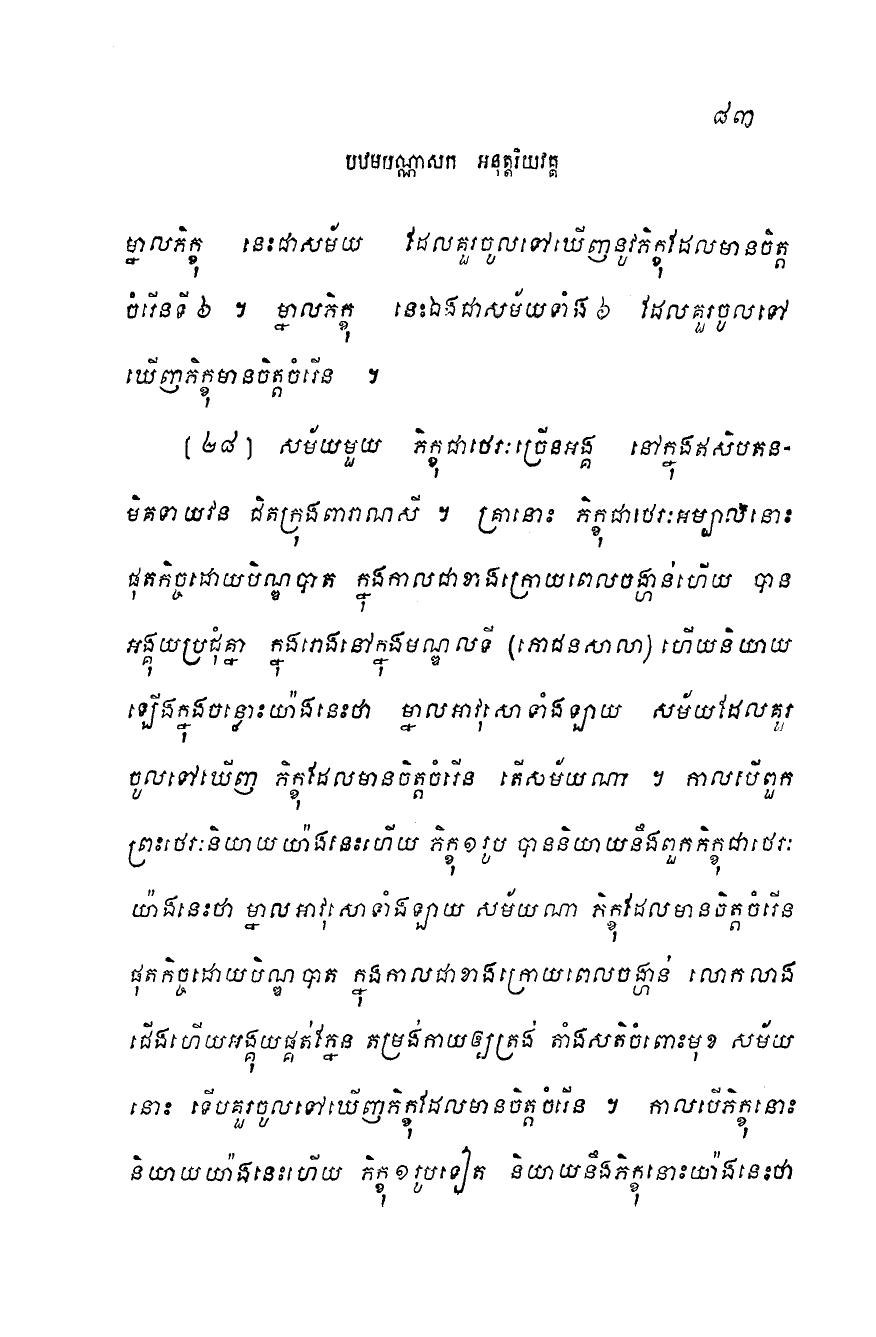 ៨៣
បឋមបណ្ណាសក អនុត្តរិយវគ្គ
ម្នាលភិក្ខុ នេះជាសម័យ ដែលគួរចូលទៅឃើញនូវភិក្ខុដែលមានចិត្ត
ចំរើនទី ៦ ។ ម្នាលភិក្ខុ នេះឯងជាសម័យទាំង ៦ ដែលគួរចូលទៅ
ឃើញភិក្ខុមានចិត្តចំរើន ។
[ ២៨ ] សម័យមួយ ភិក្ខុជាថេរៈច្រើនអង្គ នៅក្នុងឥសិបតន-
មិគទាយវន ជិតក្រុងពារាណសី ។ គ្រានោះ ភិក្ខុជាថេរៈអម្បាលនោះ
ផុតកិច្ចដោយបិណ្ឌបាត ក្នុងកាលជាខាងក្រោយពេលចង្ហាន់ហើយ បាន
អង្គុយប្រជុំគ្នា ក្នុងរោងនៅក្នុងមណ្ឌលទី (ភោជនសាលា) ហើយនិយាយ
ឡើងក្នុងចន្លោះយ៉ាងនេះថា ម្នាលអាវុសោទាំងឡាយ សម័យដែលគួរ
ចូលទៅឃើញ ភិក្ខុដែលមានចិត្តចំរើន តើសម័យណា ។ កាលបើពួក
ព្រះថេរៈនិយាយយ៉ាងនេះហើយ ភិក្ខុ១រូប បាននិយាយនឹងពួកភិក្ខុជាថេរៈ
យ៉ាងនេះថា ម្នាលអាវុសោទាំងឡាយ សម័យណា ភិក្ខុដែលមានចិត្តចំរើន
ផុតកិច្ចដោយបិណ្ឌបាត ក្នុងកាលជាខាងក្រោយពេលចង្ហាន់ លោកលាង
ជើងហើយអង្គុយផ្គត់ភ្នែន តម្រង់កាយឲ្យត្រង់ តាំងសតិចំពោះមុខ សម័យ
នោះ ទើបគួរចូលទៅឃើញភិក្ខុដែលមានចិត្តចំរើន ។ កាលបើភិក្ខុនោះ
និយាយយ៉ាងនេះហើយ ភិក្ខុ១រូបទៀត និយាយនឹងភិក្ខុនោះយ៉ាងនេះថា